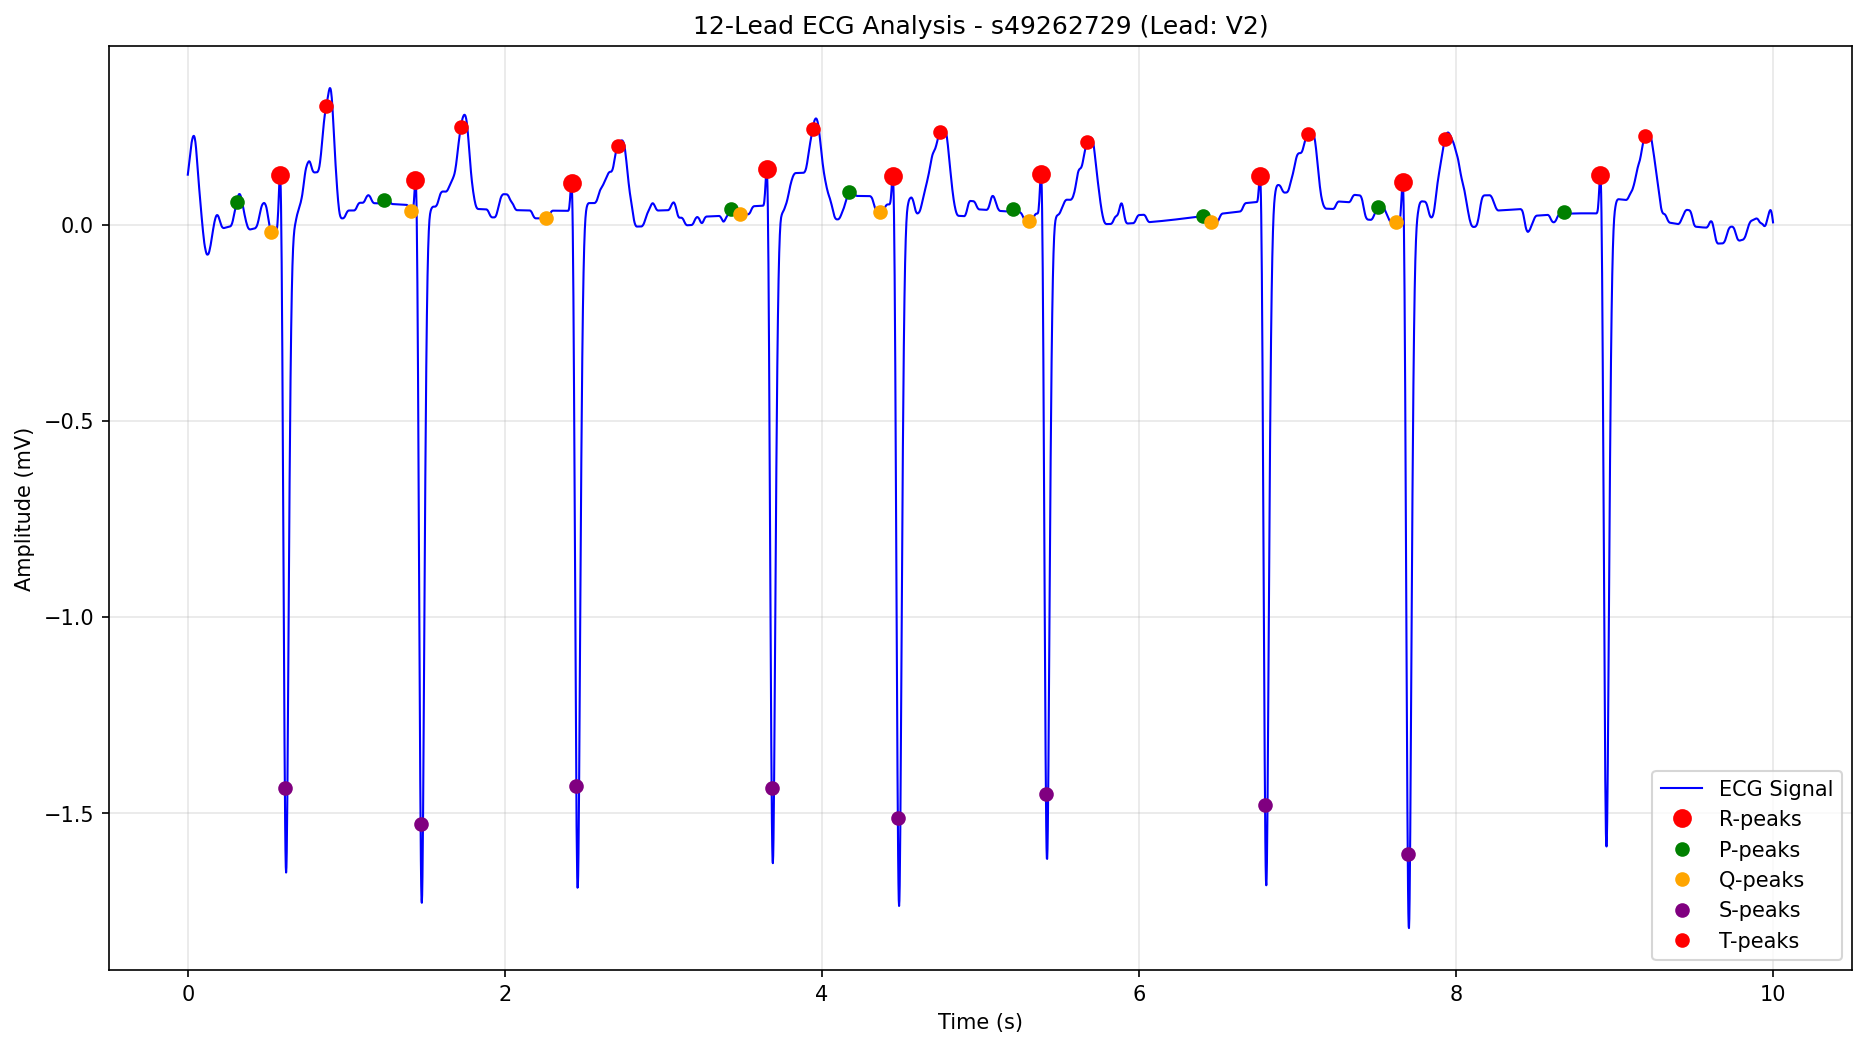 12-Lead ECG Analysis - s49262729 (Lead: V2)
Amplitude (mV)
0.0
−0.5
−1.0
−1.5
0 2 4 6 8 10
Time (s)
ECG Signal
R-peaks
P-peaks
Q-peaks
S-peaks
T-peaks